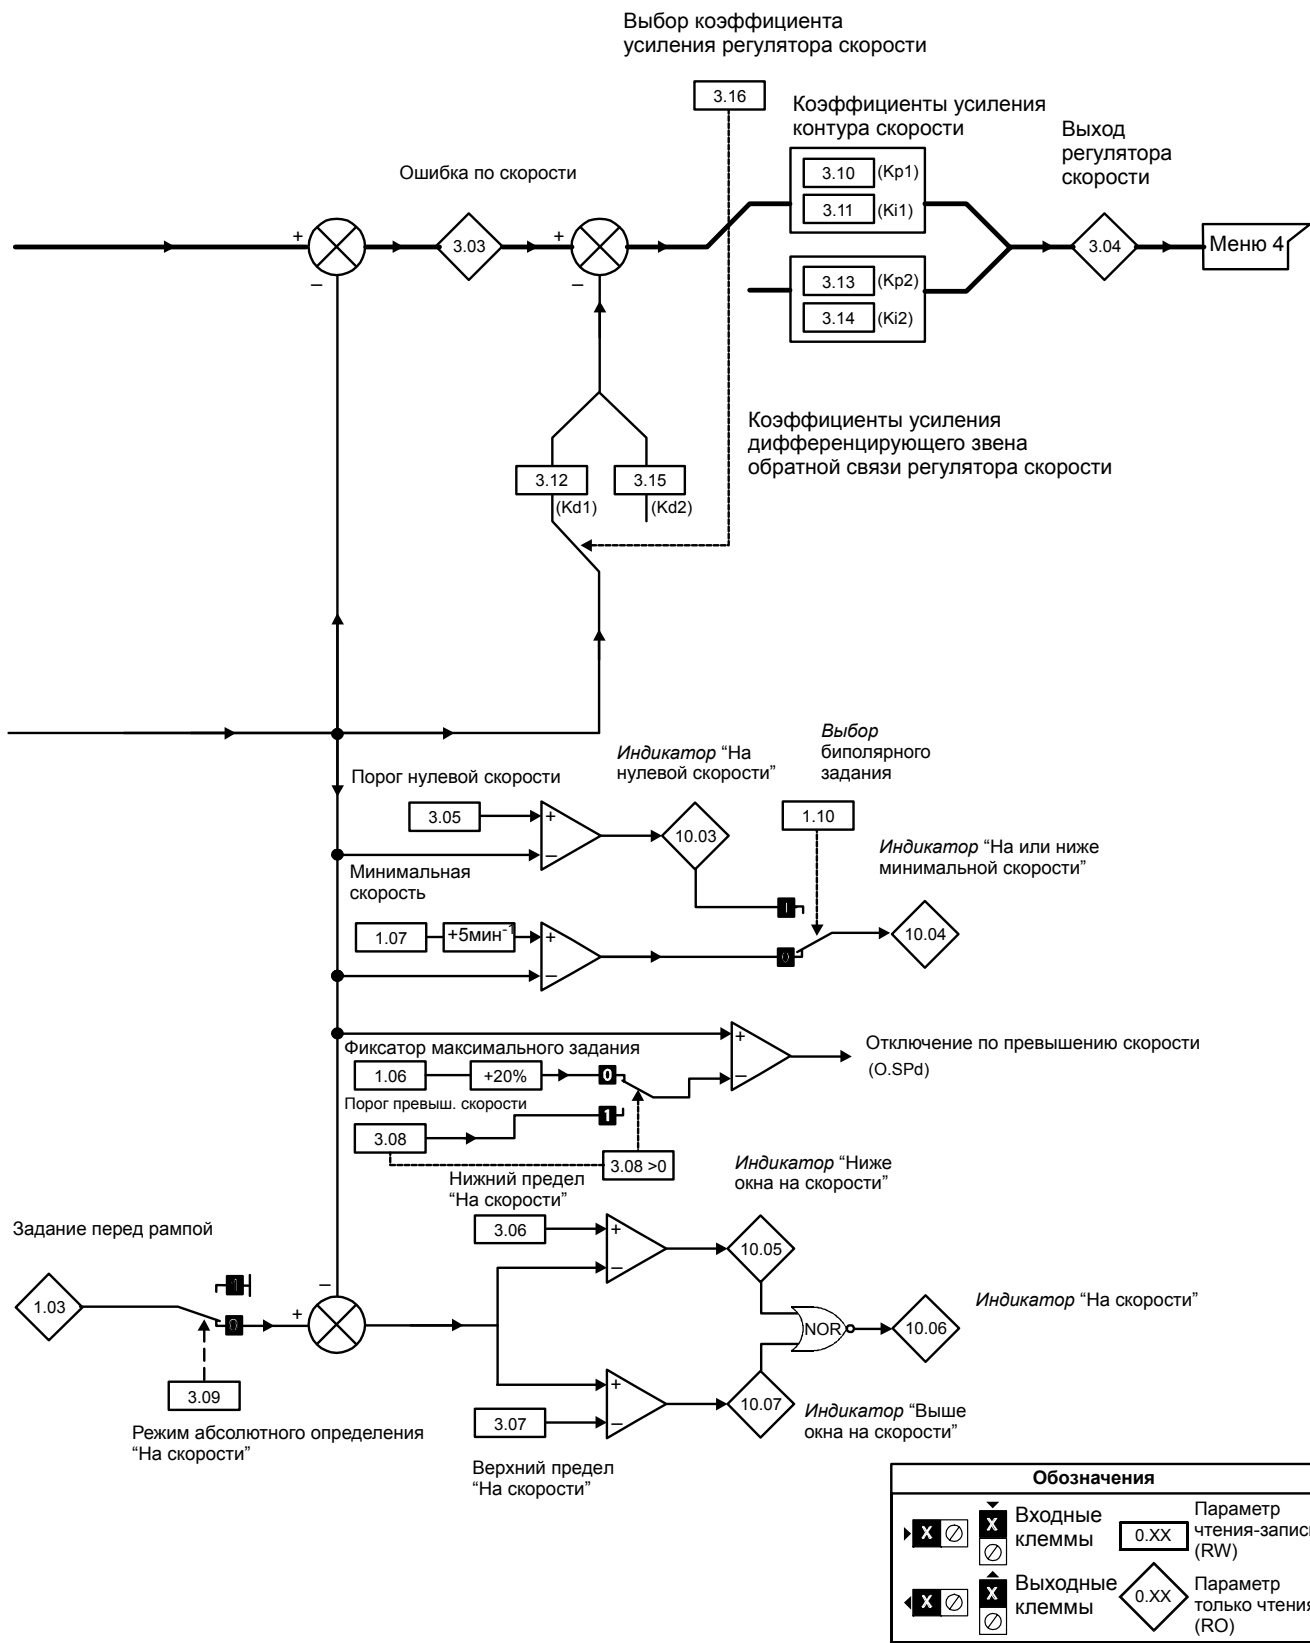 Выбор коэффициента
усиления регулятора скорости
3.16
Коэффициенты усиления
контура скорости
Выход
регулятора
скорости
Ошибка по скорости
3.10
(Kp1)
3.11
(Ki1)
+
3.03
+
3.04
Меню 4
–
–
3.13
(Kp2)
3.14
(Ki2)
Коэффициенты усиления
дифференцирующего звена
обратной связи регулятора скорости
3.12
(Kd1)
3.15
(Kd2)
Порог нулевой скорости
Индикатор “На
нулевой скорости”
Выбор
биполярного
задания
3.05
+
–
10.03
1.10
Индикатор “На или ниже
минимальной скорости”
Минимальная
скорость
1
1.07
+5мин-1
+
–
0
10.04
Фиксатор максимального задания
+
–
Отключение по превышению скорости
(O.SPd)
1.06
+20%
0
Порог превыш. скорости
1
3.08
3.08 >0
Нижний предел
“На скорости”
Индикатор “Ниже
окна на скорости”
3.06
+
–
10.05
Задание перед рампой
1.03
1
0
–
+
NOR
10.06
Индикатор “На скорости”
3.09
Режим абсолютного определения
“На скорости”
+
3.07
–
10.07
Индикатор “Выше
окна на скорости”
Верхний предел
“На скорости”
Обозначения
X
X
Входные
клеммы
0.XX
Параметр
чтения-записи
(RW)
X
X
Выходные
клеммы
0.XX
Параметр
только чтения
(RO)